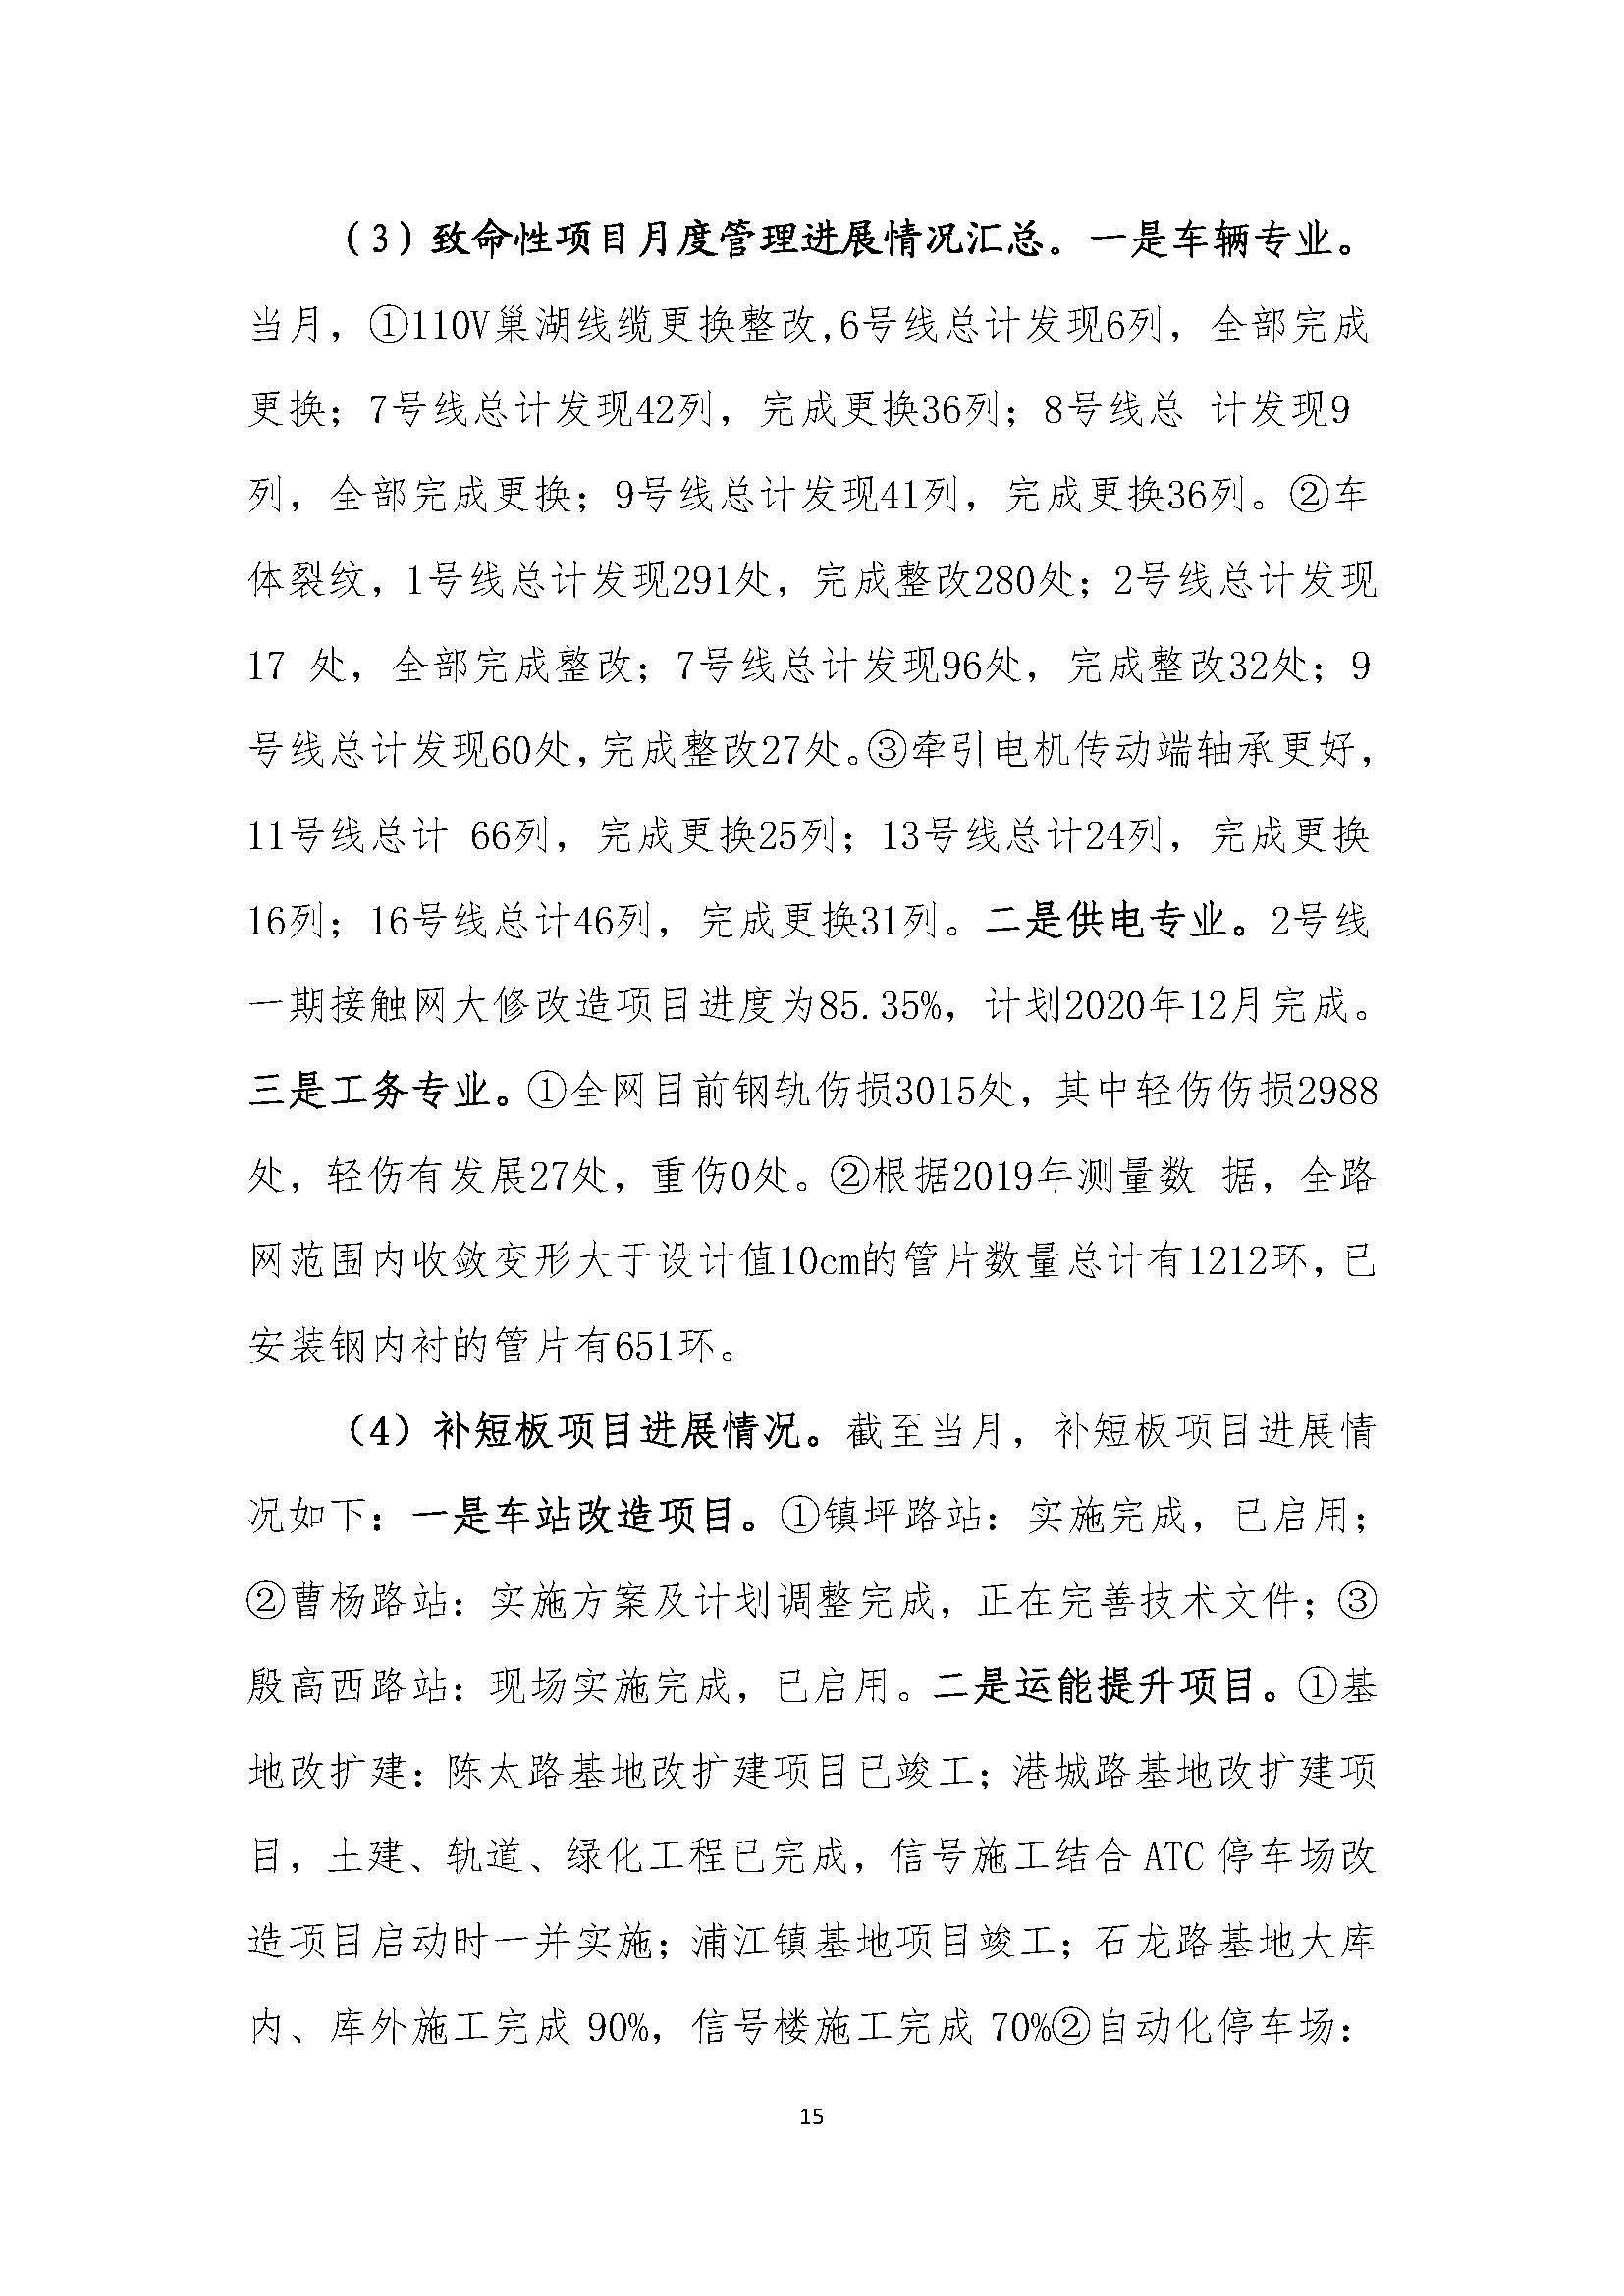 （3）致命性项目月度管理进展情况汇总。一是车辆专业。
当月，①110V巢湖线缆更换整改,6号线总计发现6列，全部完成
更换；7号线总计发现42列，完成更换36列；8号线总 计发现9
列，全部完成更换；9号线总计发现41列，完成更换36列。②车
体裂纹，1号线总计发现291处，完成整改280处；2号线总计发现
17 处，全部完成整改；7号线总计发现96处，完成整改32处；9
号线总计发现60处,完成整改27处。③牵引电机传动端轴承更好，
11号线总计 66列，完成更换25列；13号线总计24列，完成更换
16列；16号线总计46列，完成更换31列。二是供电专业。2号线
一期接触网大修改造项目进度为85.35%，计划2020年12月完成。
三是工务专业。①全网目前钢轨伤损3015处，其中轻伤伤损2988
处，轻伤有发展27处，重伤0处。②根据2019年测量数 据，全路
网范围内收敛变形大于设计值10cm的管片数量总计有1212环，已
安装钢内衬的管片有651环。
（4）补短板项目进展情况。截至当月，补短板项目进展情
况如下：一是车站改造项目。①镇坪路站：实施完成，已启用；
②曹杨路站：实施方案及计划调整完成，正在完善技术文件；③
殷高西路站：现场实施完成，已启用。二是运能提升项目。①基
地改扩建：陈太路基地改扩建项目已竣工；港城路基地改扩建项
目，土建、轨道、绿化工程已完成，信号施工结合 ATC 停车场改
造项目启动时一并实施；浦江镇基地项目竣工；石龙路基地大库
内、库外施工完成 90%，信号楼施工完成 70%②自动化停车场：
15